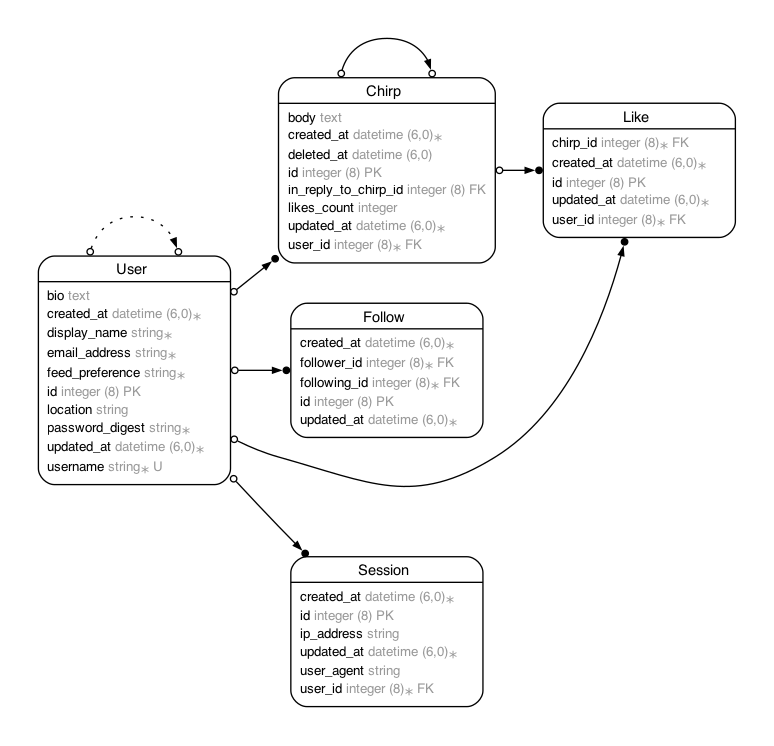 Chirp
body text
created_at datetime (6,0)∗
deleted_at datetime (6,0)
id integer (8) PK
in_reply_to_chirp_id integer (8) FK
likes_count integer
updated_at datetime (6,0)∗
user_id integer (8)∗ FK
Like
chirp_id integer (8)∗ FK
created_at datetime (6,0)∗
id integer (8) PK
updated_at datetime (6,0)∗
user_id integer (8)∗ FK
User
bio text
created_at datetime (6,0)∗
display_name string∗
email_address string∗
feed_preference string∗
id integer (8) PK
location string
password_digest string∗
updated_at datetime (6,0)∗
username string∗ U
Follow
created_at datetime (6,0)∗
follower_id integer (8)∗ FK
following_id integer (8)∗ FK
id integer (8) PK
updated_at datetime (6,0)∗
Session
created_at datetime (6,0)∗
id integer (8) PK
ip_address string
updated_at datetime (6,0)∗
user_agent string
user_id integer (8)∗ FK